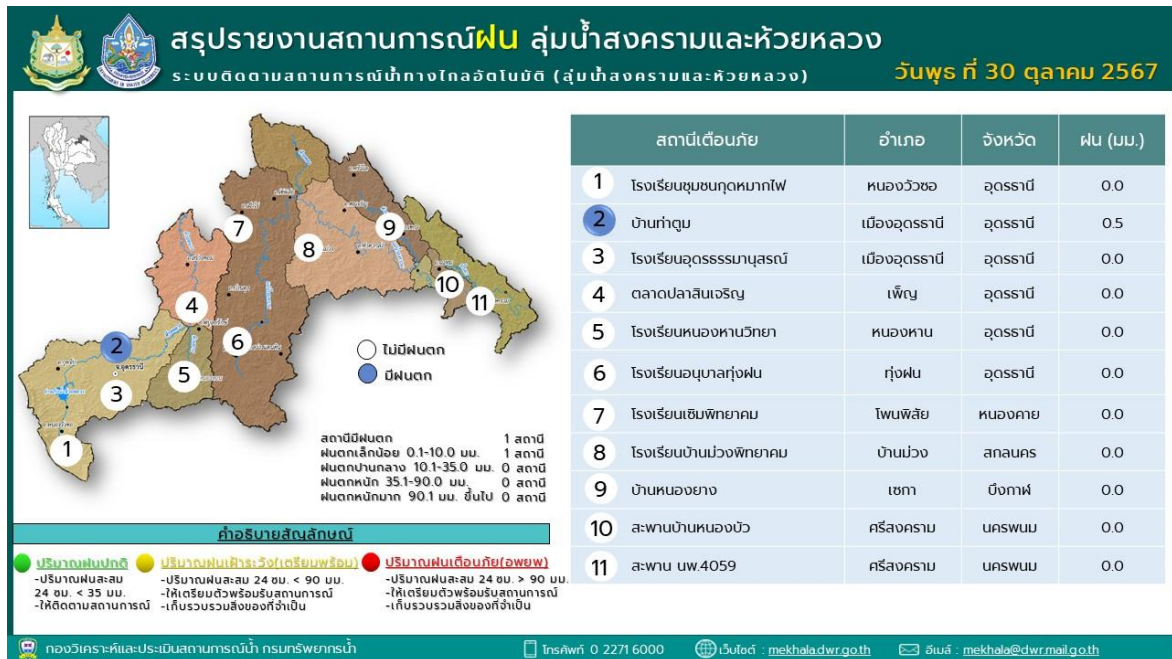 สรุปรายงานสถานการณ์ฝน ลุ่มน้ำสงครามและห้วยหลวง
ระบบติดตามสถานการณ์น้ำทางไกลอัตโนมัติ (ลุ่มน้ำสงครามและห้วยหลวง)
วันพุธ ที่ 30 ตุลาคม 2567
7
8
9
10
11
4
6
2
5
3
1
ไม่มีฝนตก
มีฝนตก
สถานีมีฝนตก 1 สถานี
ฝนตกเล็กน้อย 0.1-10.0 มม. 1 สถานี
ฝนตกปานกลาง 10.1-35.0 มม. 0 สถานี
ฝนตกหนัก 35.1-90.0 มม. 0 สถานี
ฝนตกหนักมาก 90.1 มม. ขึ้นไป 0 สถานี
คำอธิบายสัญลักษณ์
ปริมาณฝนปกติ
-ปริมาณฝนสะสม
24 ชม. < 35 มม.
-ให้ติดตามสถานการณ์
ปริมาณฝนเฝ้าระวัง(เตรียมพร้อม)
-ปริมาณฝนสะสม 24 ชม. < 90 มม.
-ให้เตรียมตัวพร้อมรับสถานการณ์
-เก็บรวบรวมสิ่งของที่จำเป็น
ปริมาณฝนเตือนภัย(อพยพ)
-ปริมาณฝนสะสม 24 ชม. > 90 มม.
-ให้เตรียมตัวพร้อมรับสถานการณ์
-เก็บรวบรวมสิ่งของที่จำเป็น
สถานีเตือนภัย อำเภอ จังหวัด ฝน (มม.)
1 โรงเรียนชุมชนกุดหมากไฟ หนองวัวซอ อุดรธานี 0.0
2 บ้านท่าตูม เมืองอุดรธานี อุดรธานี 0.5
3 โรงเรียนอุดรธรรมานุสรณ์ เมืองอุดรธานี อุดรธานี 0.0
4 ตลาดปลาสินเจริญ เพ็ญ อุดรธานี 0.0
5 โรงเรียนหนองหานวิทยา หนองหาน อุดรธานี 0.0
6 โรงเรียนอนุบาลทุ่งฝน ทุ่งฝน อุดรธานี 0.0
7 โรงเรียนเซิมพิทยาคม โพนพิสัย หนองคาย 0.0
8 โรงเรียนบ้านม่วงพิทยาคม บ้านม่วง สกลนคร 0.0
9 บ้านหนองยาง เซกา บึงกาฬ 0.0
10 สะพานบ้านหนองบัว ศรีสงคราม นครพนม 0.0
11 สะพาน นพ.4059 ศรีสงคราม นครพนม 0.0
กองวิเคราะห์และประเมินสถานการณ์น้ำ กรมทรัพยากรน้ำ โทรศัพท์ 0 2271 6000 เว็บไซต์ : mekhala.dwr.go.th อีเมล์ : mekhala@dwr.mail.go.th